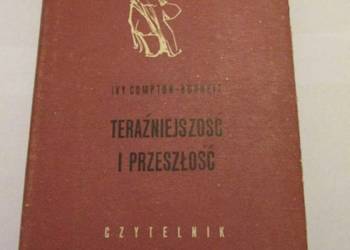 IVY COMPTON-BURNETT
TERAŹNIEJSZOŚĆ
I PRZESZŁOŚĆ
CZYTELNIK